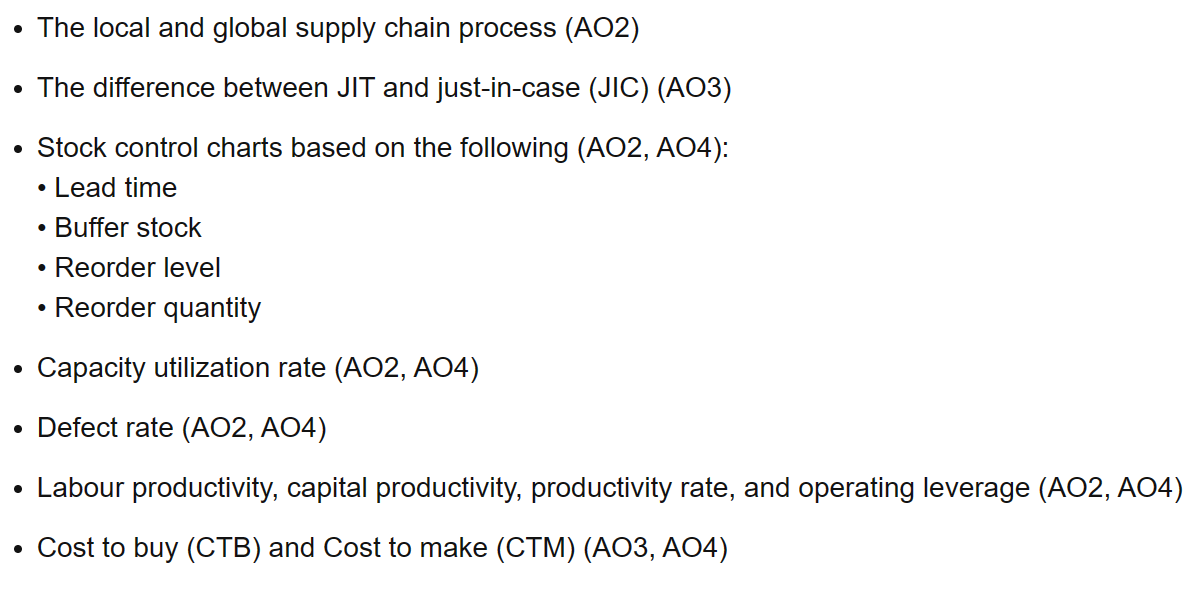 • The local and global supply chain process (AO2)
• The difference between JIT and just-in-case (JIC) (AO3)
• Stock control charts based on the following (AO2, AO4):
• Lead time
• Buffer stock
• Reorder level
• Reorder quantity
• Capacity utilization rate (AO2, AO4)
• Defect rate (AO2, AO4)
• Labour productivity, capital productivity, productivity rate, and operating leverage (AO2, AO4)
• Cost to buy (CTB) and Cost to make (CTM) (AO3, AO4)